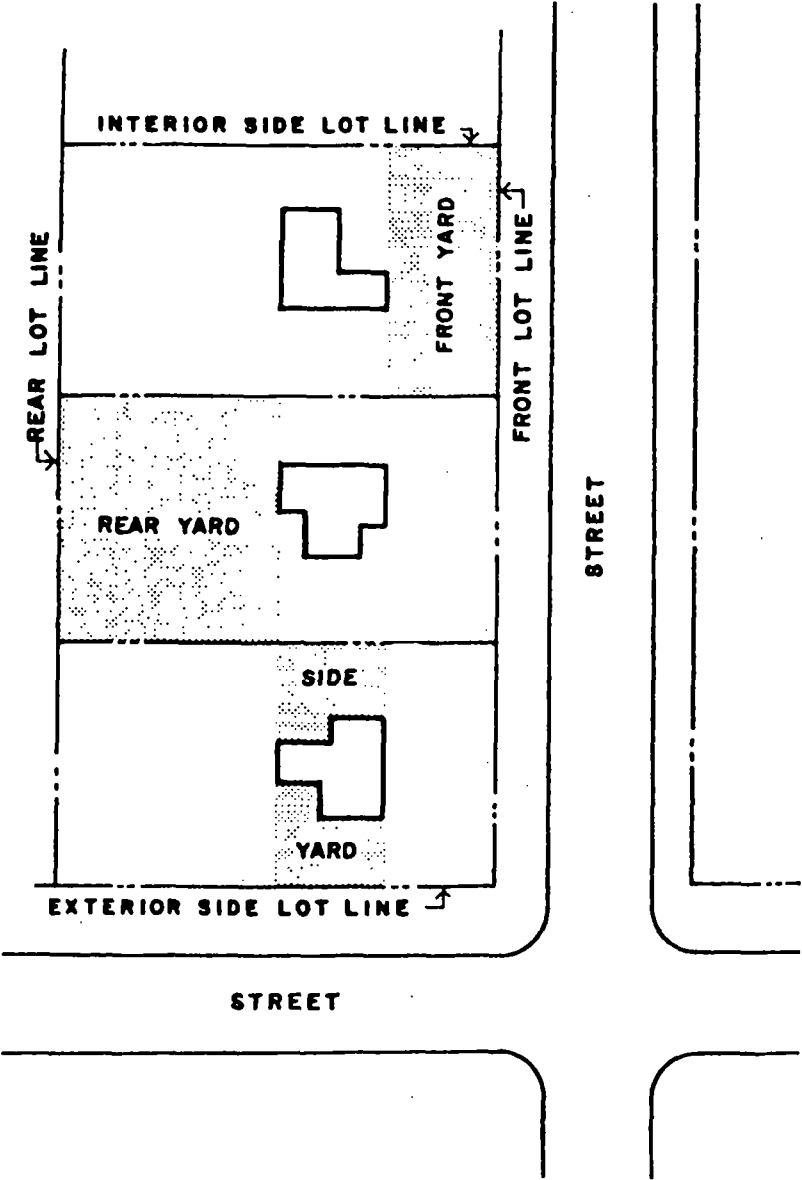 INTERIOR SIDE LOT LINE
FRONT YARD
FRONT LOT LINE
REAR LOT LINE
REAR YARD
STREET
SIDE
YARD
EXTERIOR SIDE LOT LINE
STREET